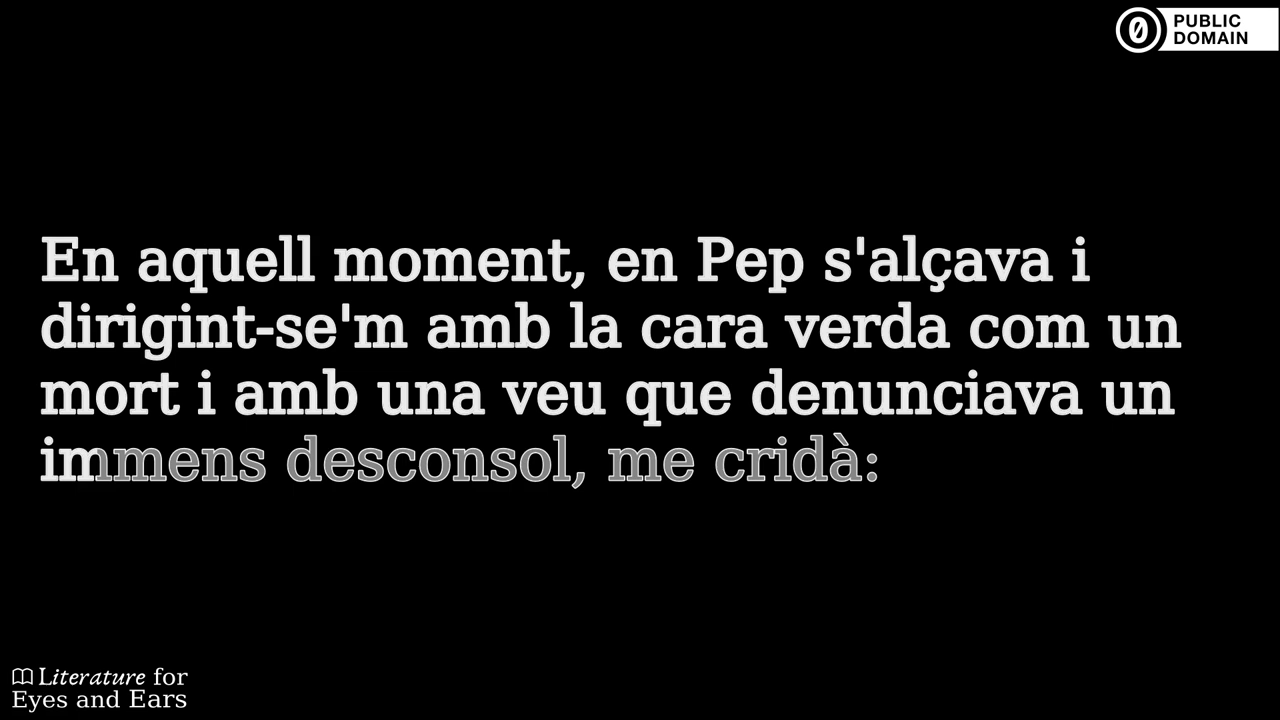 PUBLIC
DOMAIN
En aquell moment, en Pep s'alçava i
dirigint-se'm amb la cara verda com un
mort i amb una veu que denunciava un
immens desconsol, me cridà:
Literature for
Eyes and Ears